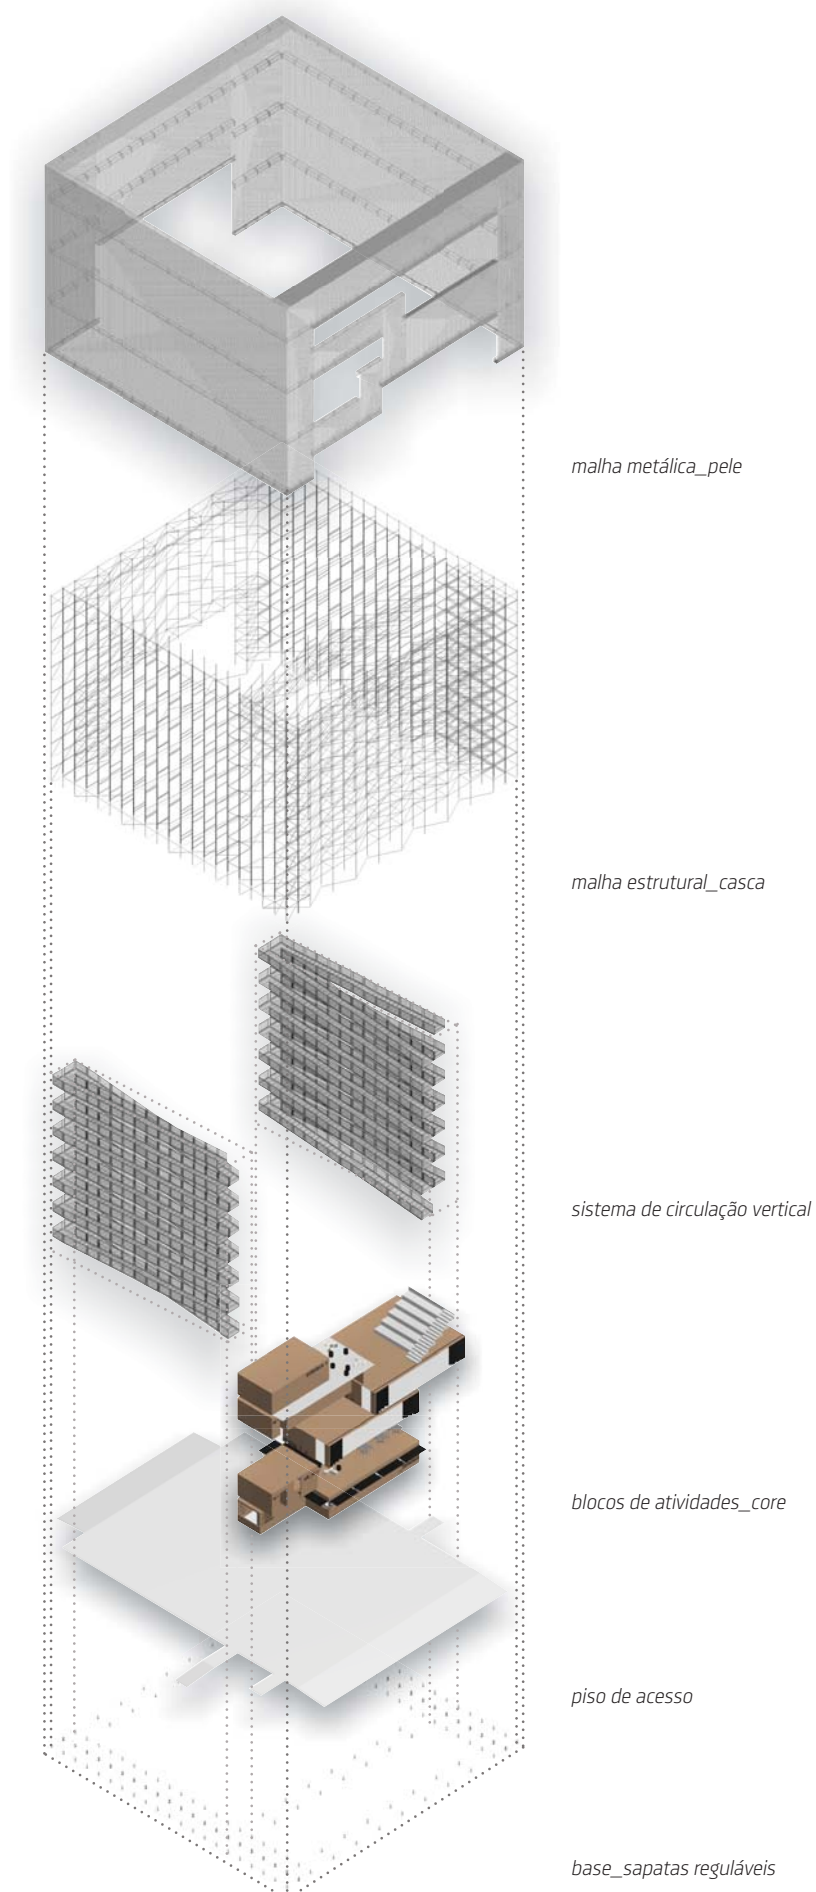 malha metálica_pele
malha estrutural_casca
sistema de circulação vertical
blocos de atividades_core
piso de acesso
base_sapatas reguláveis